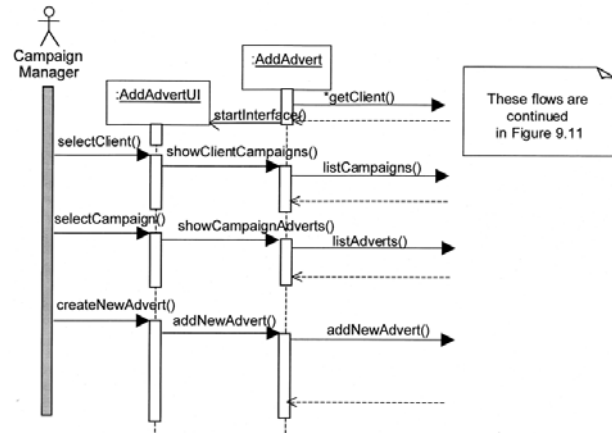 Campaign
Manager
:AddAdvertUI
:AddAdvert
*getClient()
startInterface()
These flows are
continued
in Figure 9.11
selectClient()
showClientCampaigns()
listCampaigns()
selectCampaign()
showCampaignAdverts()
listAdverts()
createNewAdvert()
addNewAdvert()
addNewAdvert()